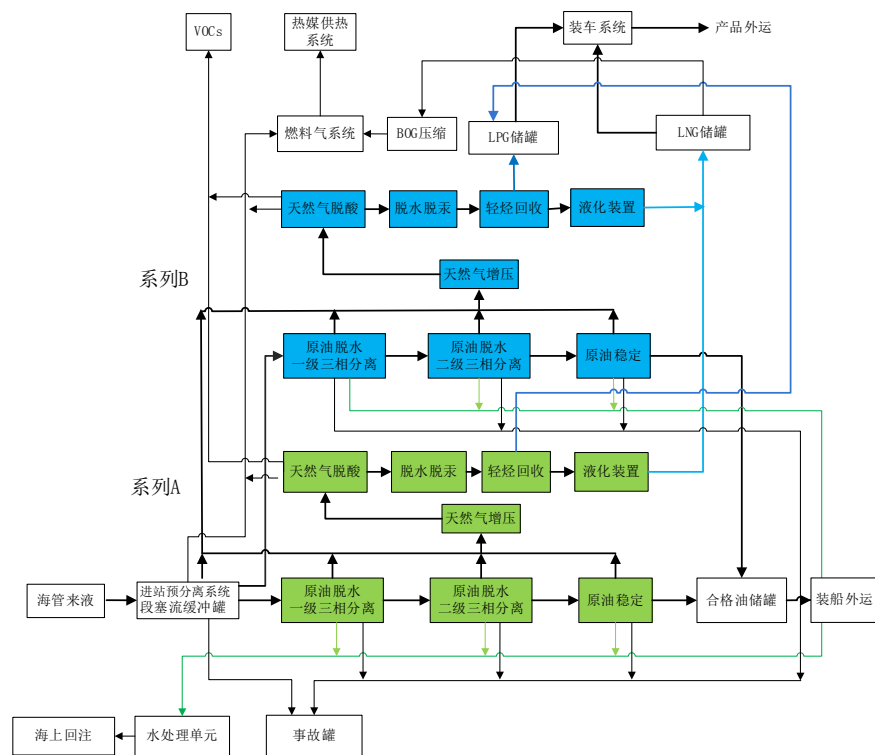 VOCs
热媒供热
系统
装车系统
产品外运
燃料气系统
BOG压缩
LPG储罐
LNG储罐
天然气脱酸
脱水脱汞
轻烃回收
液化装置
系列B
天然气增压
原油脱水
一级三相分离
原油脱水
二级三相分离
原油稳定
系列A
天然气脱酸
脱水脱汞
轻烃回收
液化装置
天然气增压
海管来液
进站预分离系统
段塞流缓冲罐
原油脱水
一级三相分离
原油脱水
二级三相分离
原油稳定
合格油储罐
装船外运
海上回注
水处理单元
事故罐